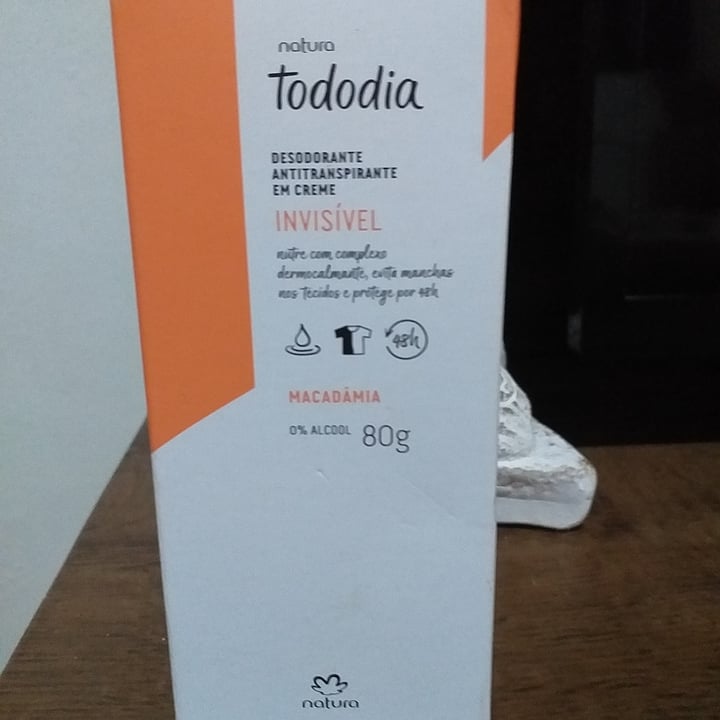 natura
tododia
DESODORANTE
ANTITRANSPIRANTE
EM CREME
INVISÍVEL
nutre com complexo
dermocalmante, evita manchas
nos tecidos e protege por 48h
48h
MACADÂMIA
0% ALCOOL 80g
natura